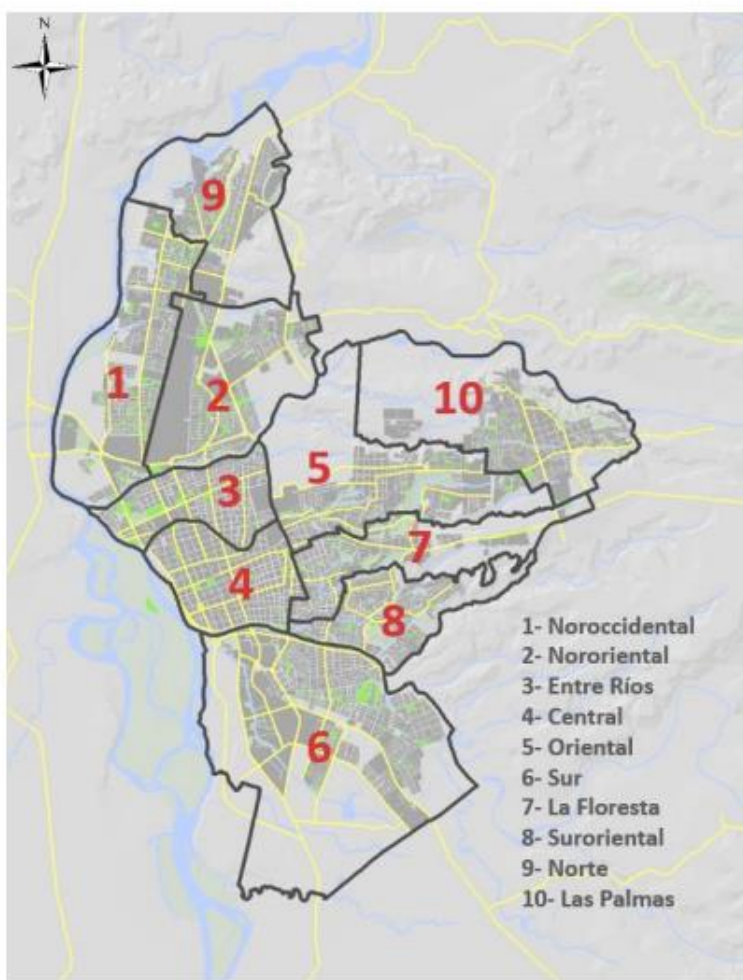 N
9
1
2
10
5
3
7
4
8
6
1- Noroccidental
2- Nororiental
3- Entre Ríos
4- Central
5- Oriental
6- Sur
7- La Floresta
8- Suroriental
9- Norte
10- Las Palmas